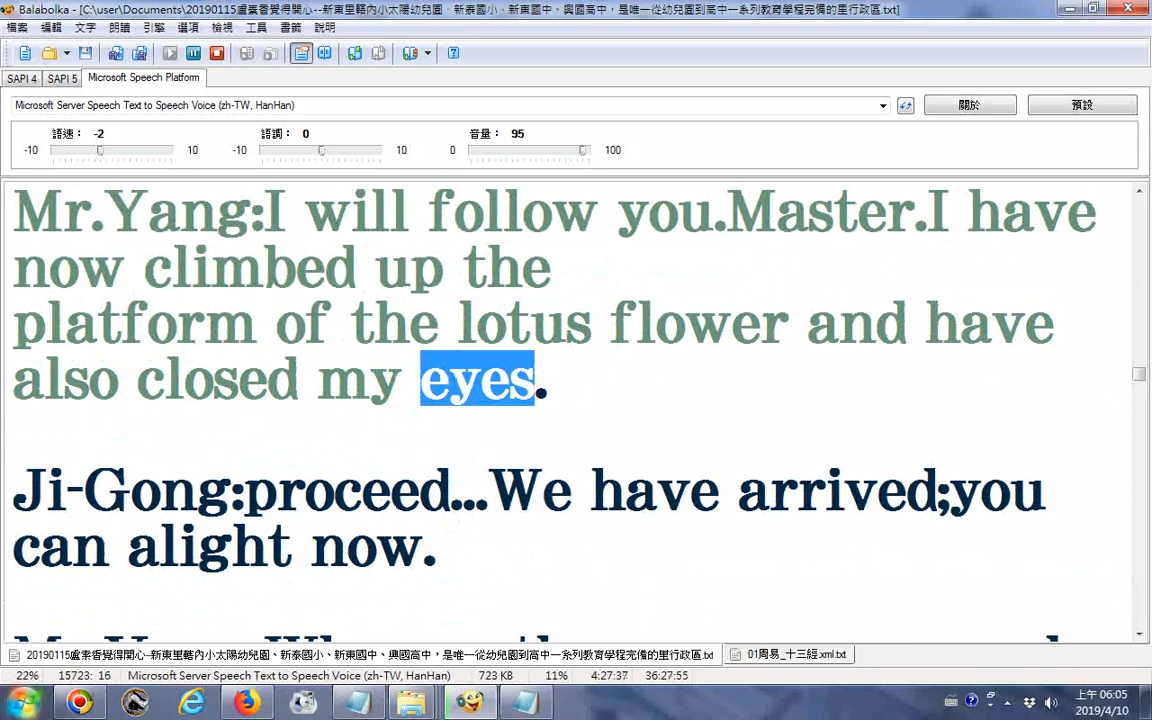 Balabolka - [C:\user\Documents\20190115盧素香覺得開心--新東里轄內小太陽幼兒園、新泰國小、新東國中、興國高中，是唯一從幼兒園到高中一系列教育學程完備的里行政區.txt]
檔案 編輯 文字 朗讀 引擎 選項 檢視 工具 書籤 說明
SAPI 4 SAPI 5 Microsoft Speech Platform
Microsoft Server Speech Text to Speech Voice (zh-TW, HanHan) 關於 預設
語速： -2 語調： 0 音量： 95
-10 10 -10 10 0 100
Mr.Yang:I will follow you.Master.I have
now climbed up the
platform of the lotus flower and have
also closed my eyes.
Ji-Gong:proceed...We have arrived;you
can alight now.
20190115盧素香覺得開心--新東里轄內小太陽幼兒園、新泰國小、新東國中、興國高中，是唯一從幼兒園到高中一系列教育學程完備的里行政區.txt 01周易_十三經.xml.txt
22% 15723: 16 Microsoft Server Speech Text to Speech Voice (zh-TW, HanHan) 723 KB 11% 4:27:37 36:27:55
上午 06:05
2019/4/10